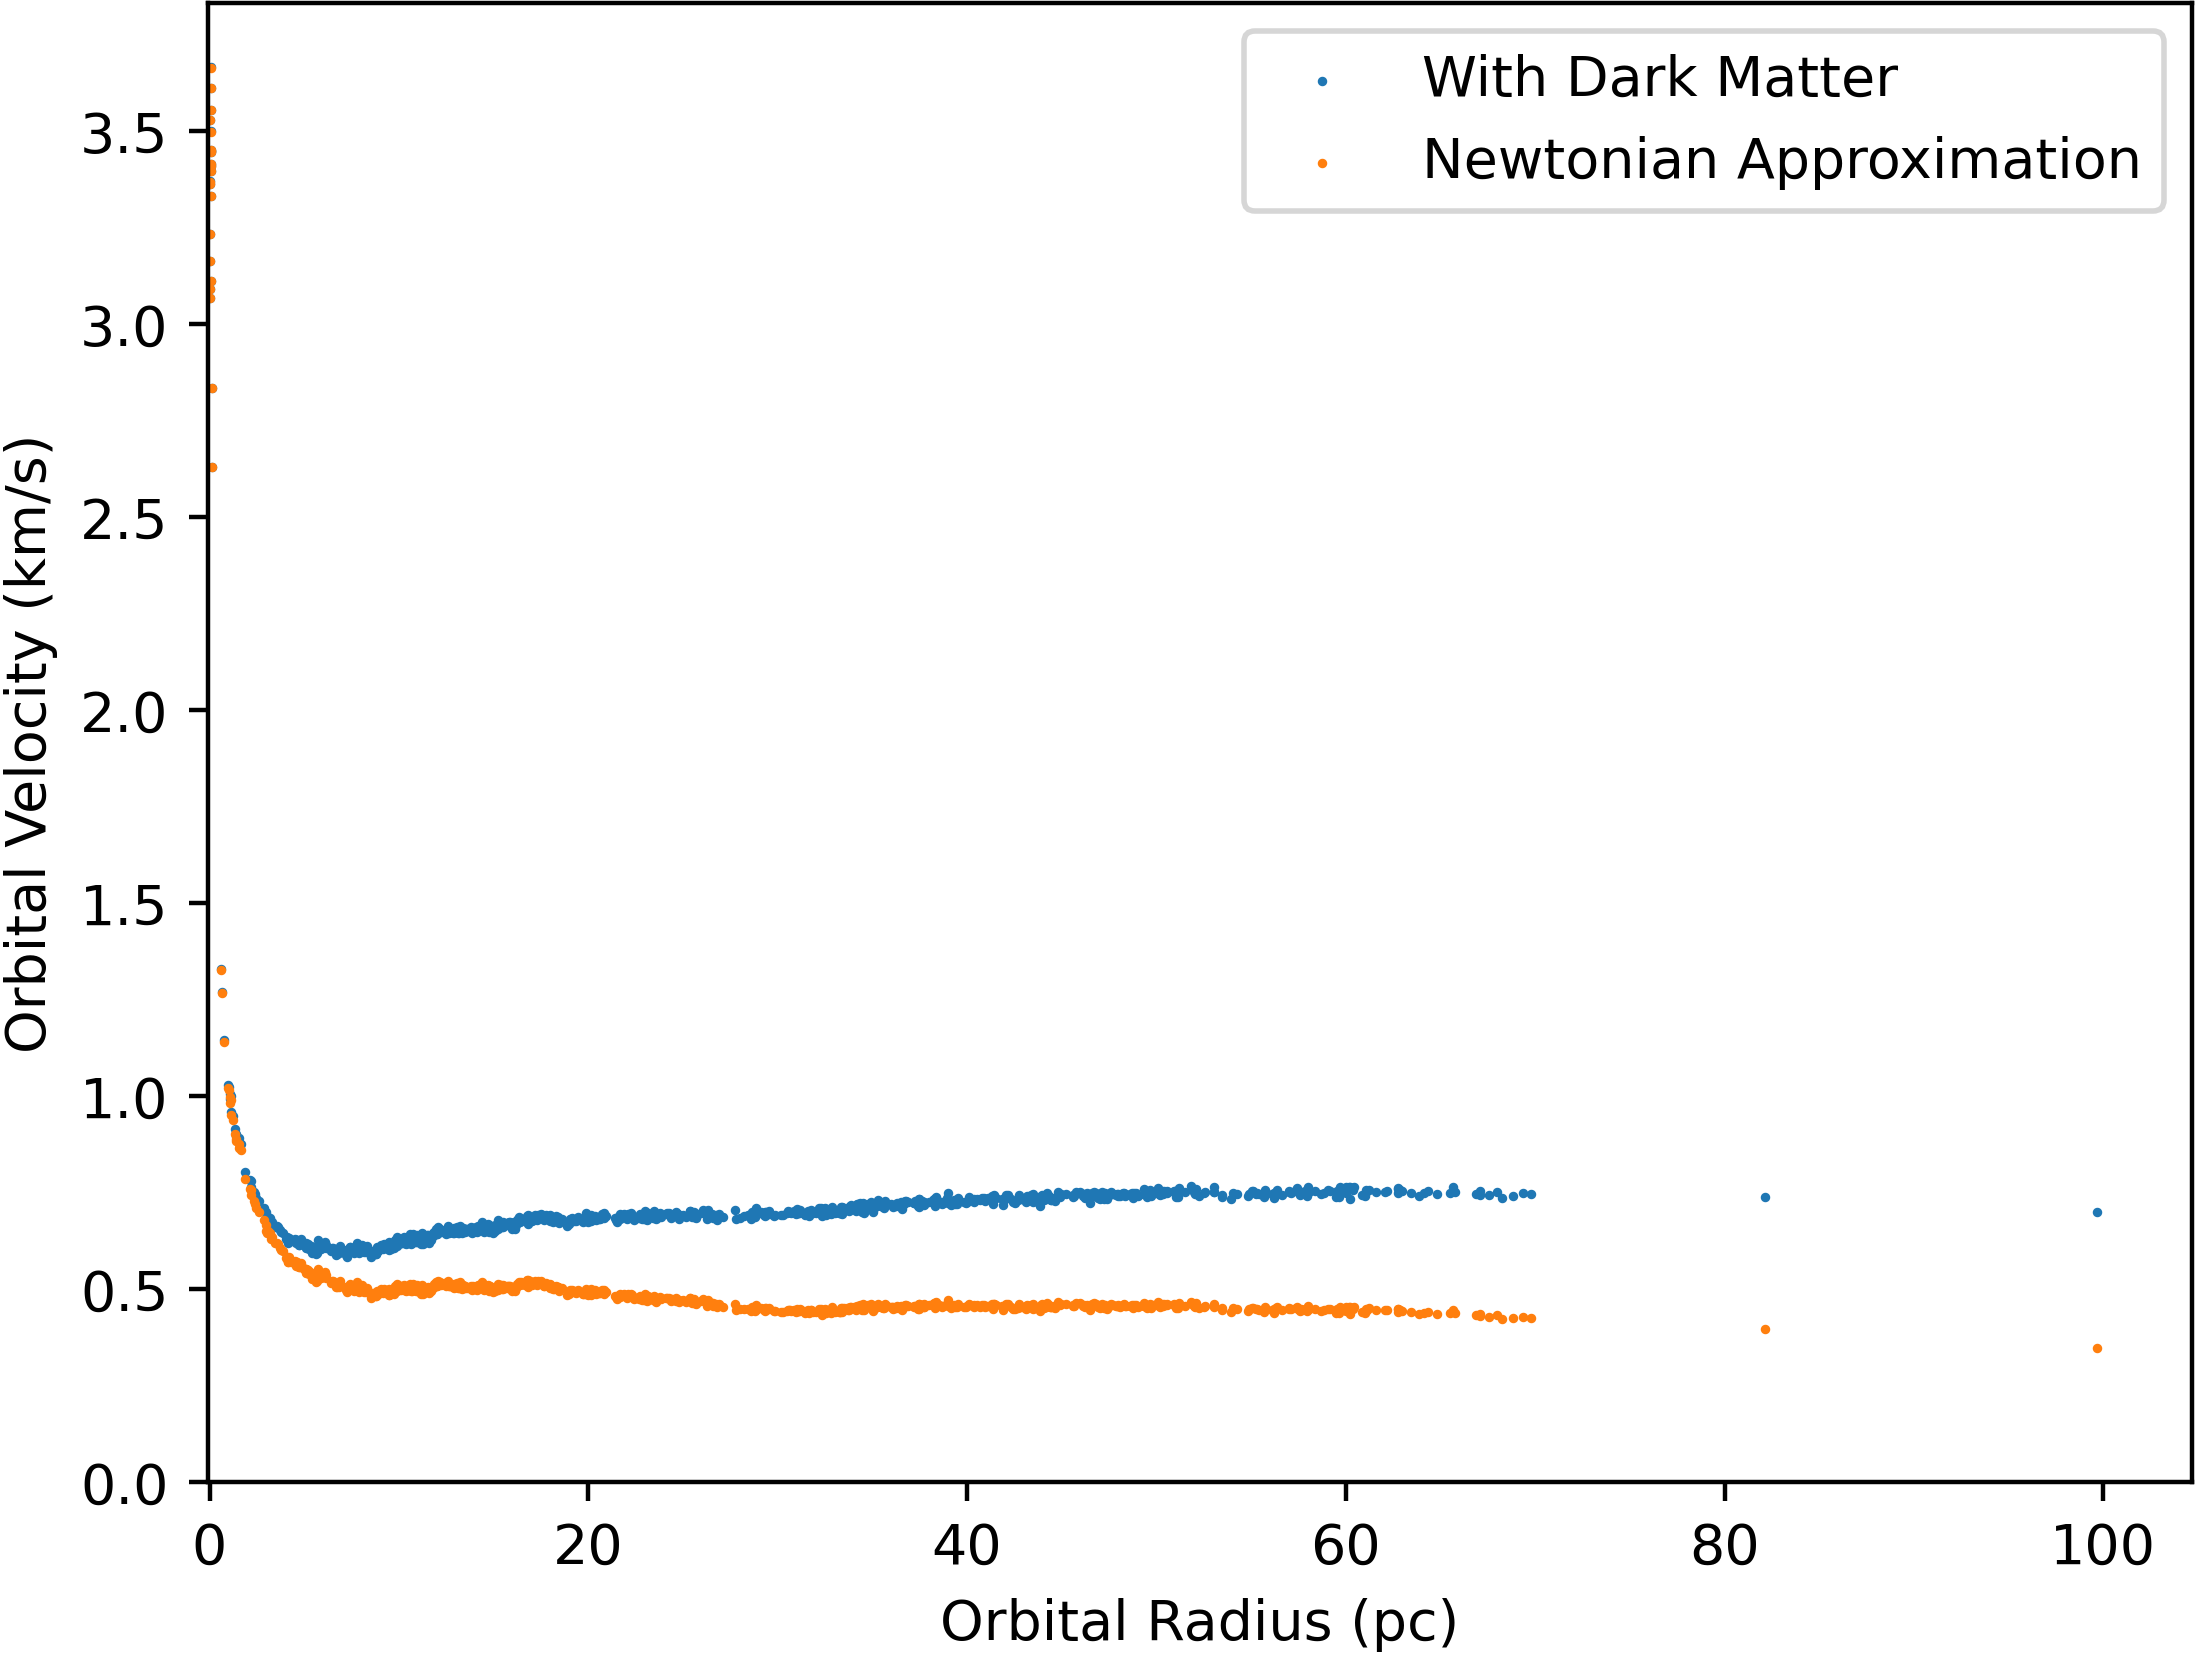 With Dark Matter
Newtonian Approximation
3.5
3.0
2.5
2.0
1.5
1.0
0.5
0.0
Orbital Velocity (km/s)
0 20 40 60 80 100
Orbital Radius (pc)